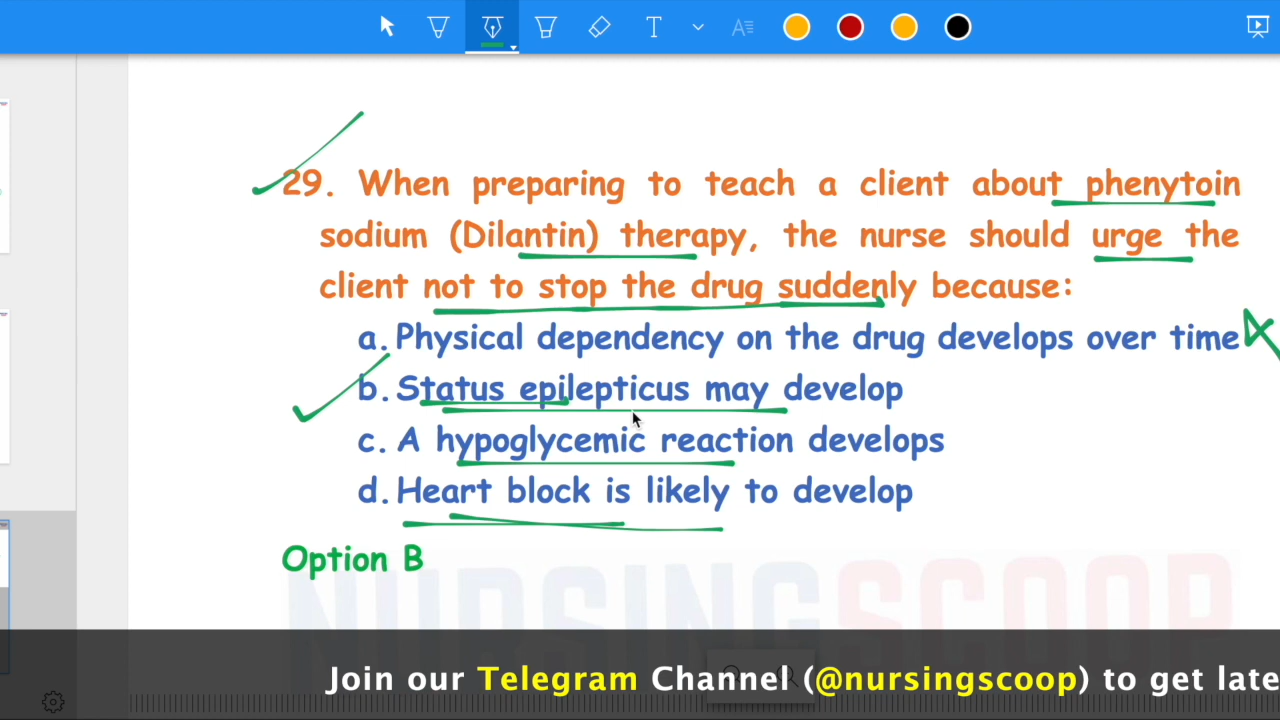 29. When preparing to teach a client about phenytoin
sodium (Dilantin) therapy, the nurse should urge the
client not to stop the drug suddenly because:
a. Physical dependency on the drug develops over time
b. Status epilepticus may develop
c. A hypoglycemic reaction develops
d. Heart block is likely to develop
Option B
NURSINGSCOOP
Join our Telegram Channel (@nursingscoop) to get late